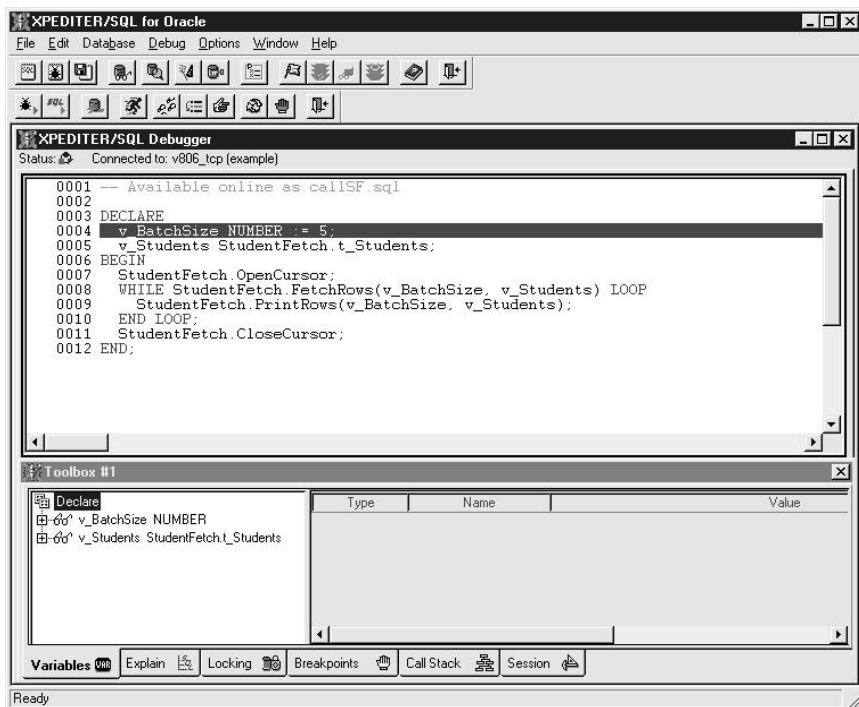 XPEDITER/SQL for Oracle
File Edit Database Debug Options Window Help
SQL
XPEDITER/SQL Debugger
Status: Connected to: v806_tcp (example)
0001 -- Available online as callSF.sql
0002
0003 DECLARE
0004   v_BatchSize NUMBER := 5;
0005   v_Students StudentFetch.t_Students;
0006 BEGIN
0007   StudentFetch.OpenCursor;
0008   WHILE StudentFetch.FetchRows(v_BatchSize, v_Students) LOOP
0009     StudentFetch.PrintRows(v_BatchSize, v_Students);
0010   END LOOP;
0011   StudentFetch.CloseCursor;
0012 END;
Toolbox #1
Declare
Type Name Value
v_BatchSize NUMBER
v_Students StudentFetch.t_Students
Variables VAR Explain Locking Breakpoints Call Stack Session
Ready